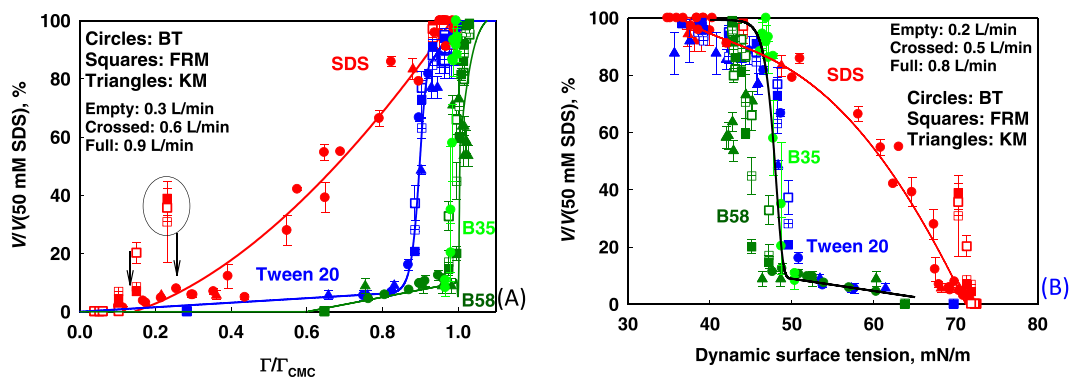 Circles: BT
Squares: FRM
Triangles: KM
Empty: 0.3 L/min
Crossed: 0.6 L/min
Full: 0.9 L/min
SDS
B35
Tween 20
B58
(A)
100
80
60
40
20
0
0.0 0.2 0.4 0.6 0.8 1.0
V/V(50 mM SDS), %
Γ/ΓCMC
Empty: 0.2 L/min
Crossed: 0.5 L/min
Full: 0.8 L/min
SDS
Circles: BT
Squares: FRM
Triangles: KM
B35
B58
Tween 20
(B)
100
80
60
40
20
0
30 40 50 60 70 80
V/V(50 mM SDS), %
Dynamic surface tension, mN/m